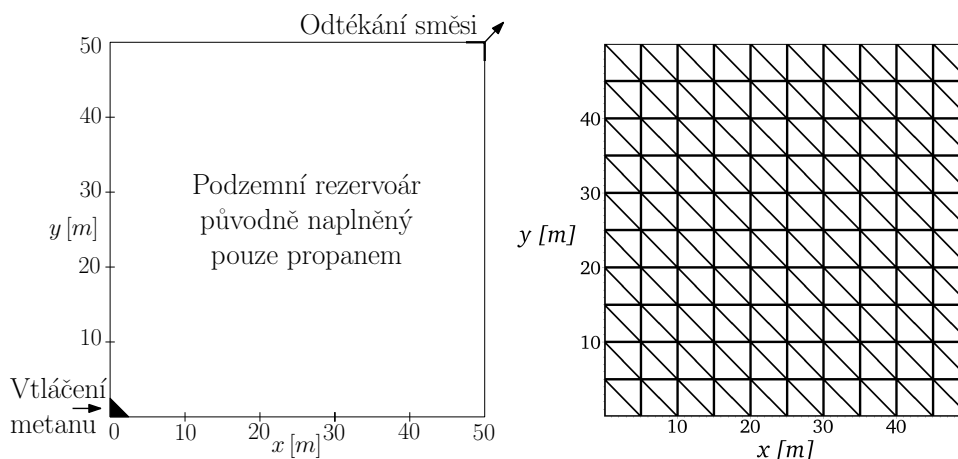 Odtékání směsi
50
40
30
y [m]
20
10
Podzemní rezervoár
původně naplněný
pouze propanem
Vtláčení
metanu
0 10 20 30 40 50
x [m]
40
30
y [m]
20
10
10 20 30 40
x [m]